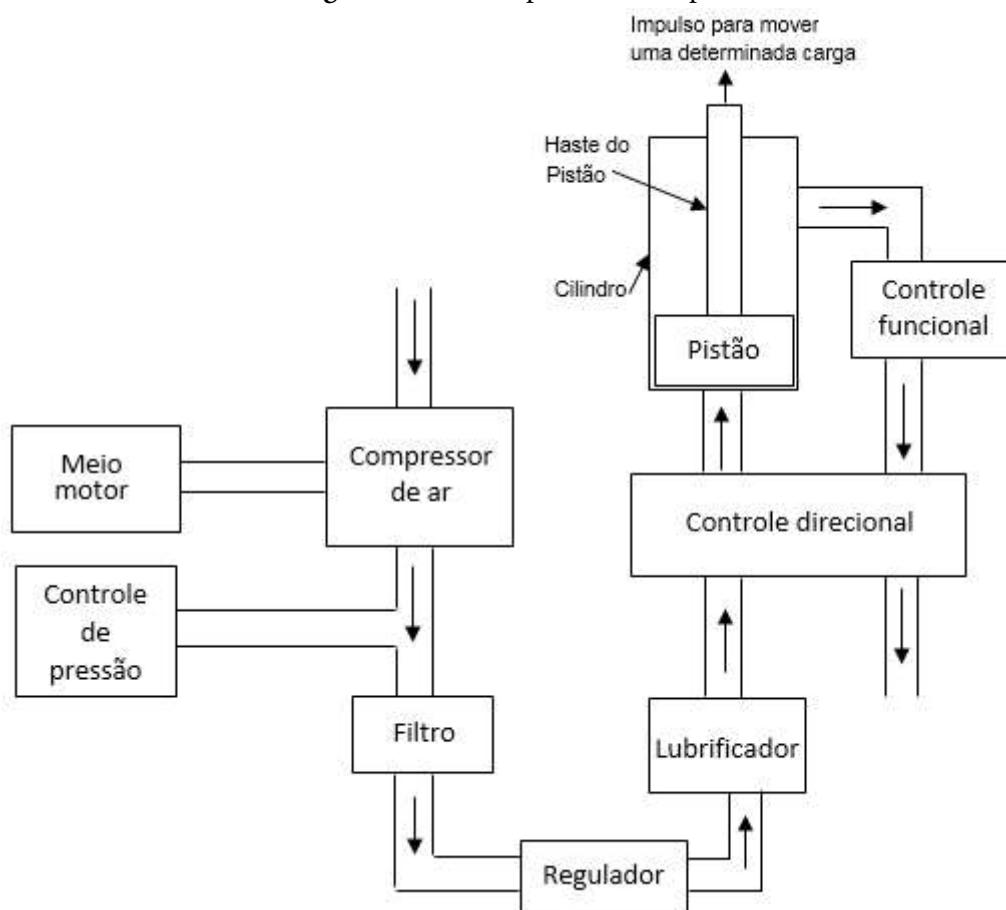 Impulso para mover
uma determinada carga
Haste do
Pistão
Cilindro
Controle
funcional
Pistão
Meio
motor
Compressor
de ar
Controle direcional
Controle
de
pressão
Filtro
Lubrificador
Regulador